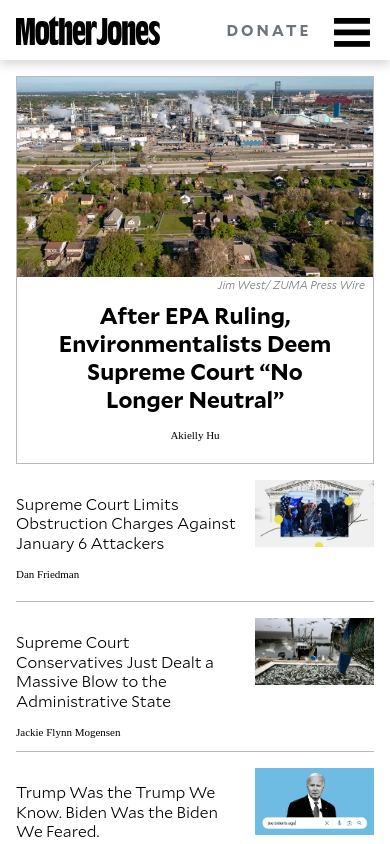 Mother Jones
DONATE
Jim West/ ZUMA Press Wire
After EPA Ruling,
Environmentalists Deem
Supreme Court “No
Longer Neutral”
Akielly Hu
Supreme Court Limits
Obstruction Charges Against
January 6 Attackers
Dan Friedman
Supreme Court
Conservatives Just Dealt a
Massive Blow to the
Administrative State
Jackie Flynn Mogensen
Trump Was the Trump We
Know. Biden Was the Biden
We Feared.